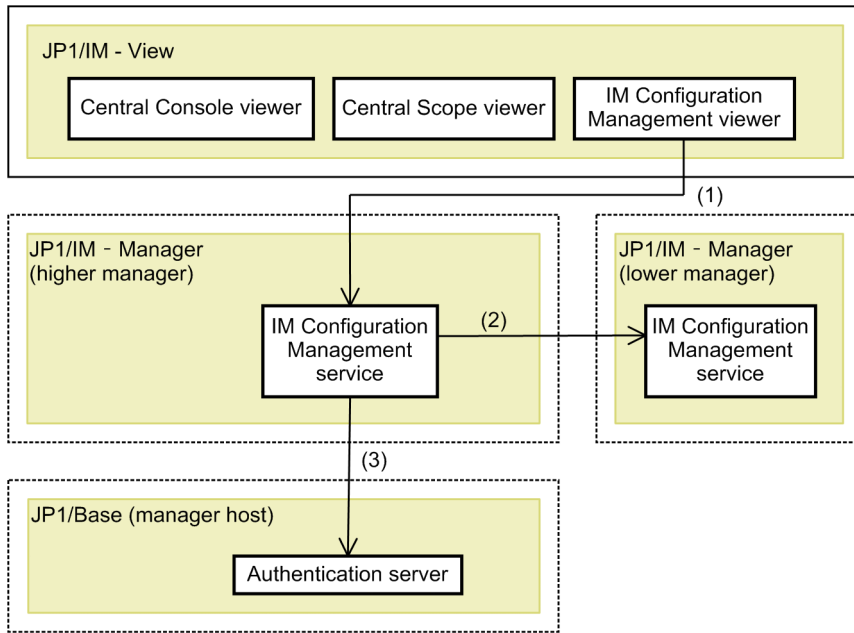 JP1/IM - View
Central Console viewer
Central Scope viewer
IM Configuration
Management viewer
(1)
JP1/IM - Manager
(higher manager)
JP1/IM - Manager
(lower manager)
IM Configuration
Management
service
(2)
IM Configuration
Management
service
(3)
JP1/Base (manager host)
Authentication server